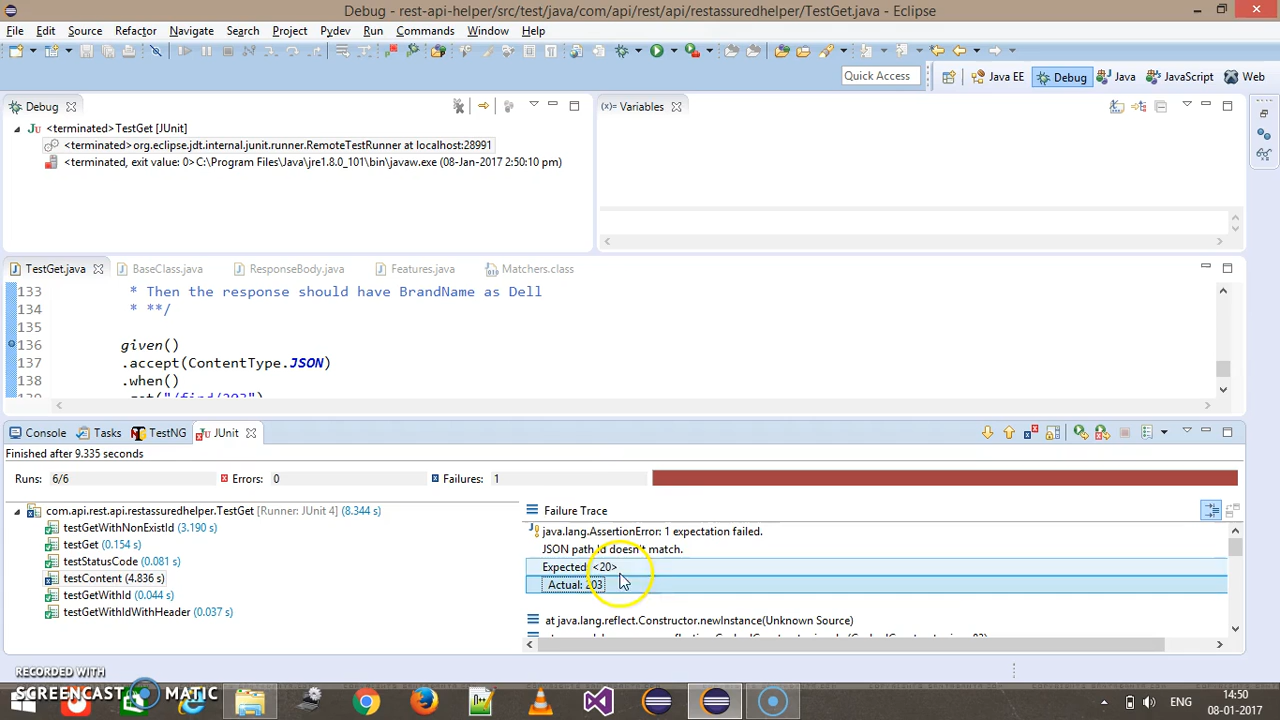 Debug - rest-api-helper/src/test/java/com/api/rest/api/restassuredhelper/TestGet.java - Eclipse
File Edit Source Refactor Navigate Search Project Pydev Run Commands Window Help
Quick Access Java EE Debug Java JavaScript Web
Debug
(x)= Variables
<terminated>TestGet [JUnit]
<terminated>org.eclipse.jdt.internal.junit.runner.RemoteTestRunner at localhost:28991
<terminated, exit value: 0>C:\Program Files\Java\jre1.8.0_101\bin\javaw.exe (08-Jan-2017 2:50:10 pm)
TestGet.java BaseClass.java ResponseBody.java Features.java Matchers.class
133 * Then the response should have BrandName as Dell
134 * **/
135
136 given()
137 .accept(ContentType.JSON)
138 .when()
139 .get("/find/203")
Console Tasks TestNG JUnit
Finished after 9.335 seconds
Runs: 6/6 Errors: 0 Failures: 1
com.api.rest.api.restassuredhelper.TestGet [Runner: JUnit 4] (8.344 s)
testGetWithNonExistId (3.190 s)
testGet (0.154 s)
testStatusCode (0.081 s)
testContent (4.836 s)
testGetWithId (0.044 s)
testGetWithIdWithHeader (0.037 s)
Failure Trace
java.lang.AssertionError: 1 expectation failed.
JSON path Id doesn't match.
Expected: <20>
Actual: 203
at java.lang.reflect.Constructor.newInstance(Unknown Source)
RECORDED WITH
SCREENCAST MATIC
ENG
14:50
08-01-2017